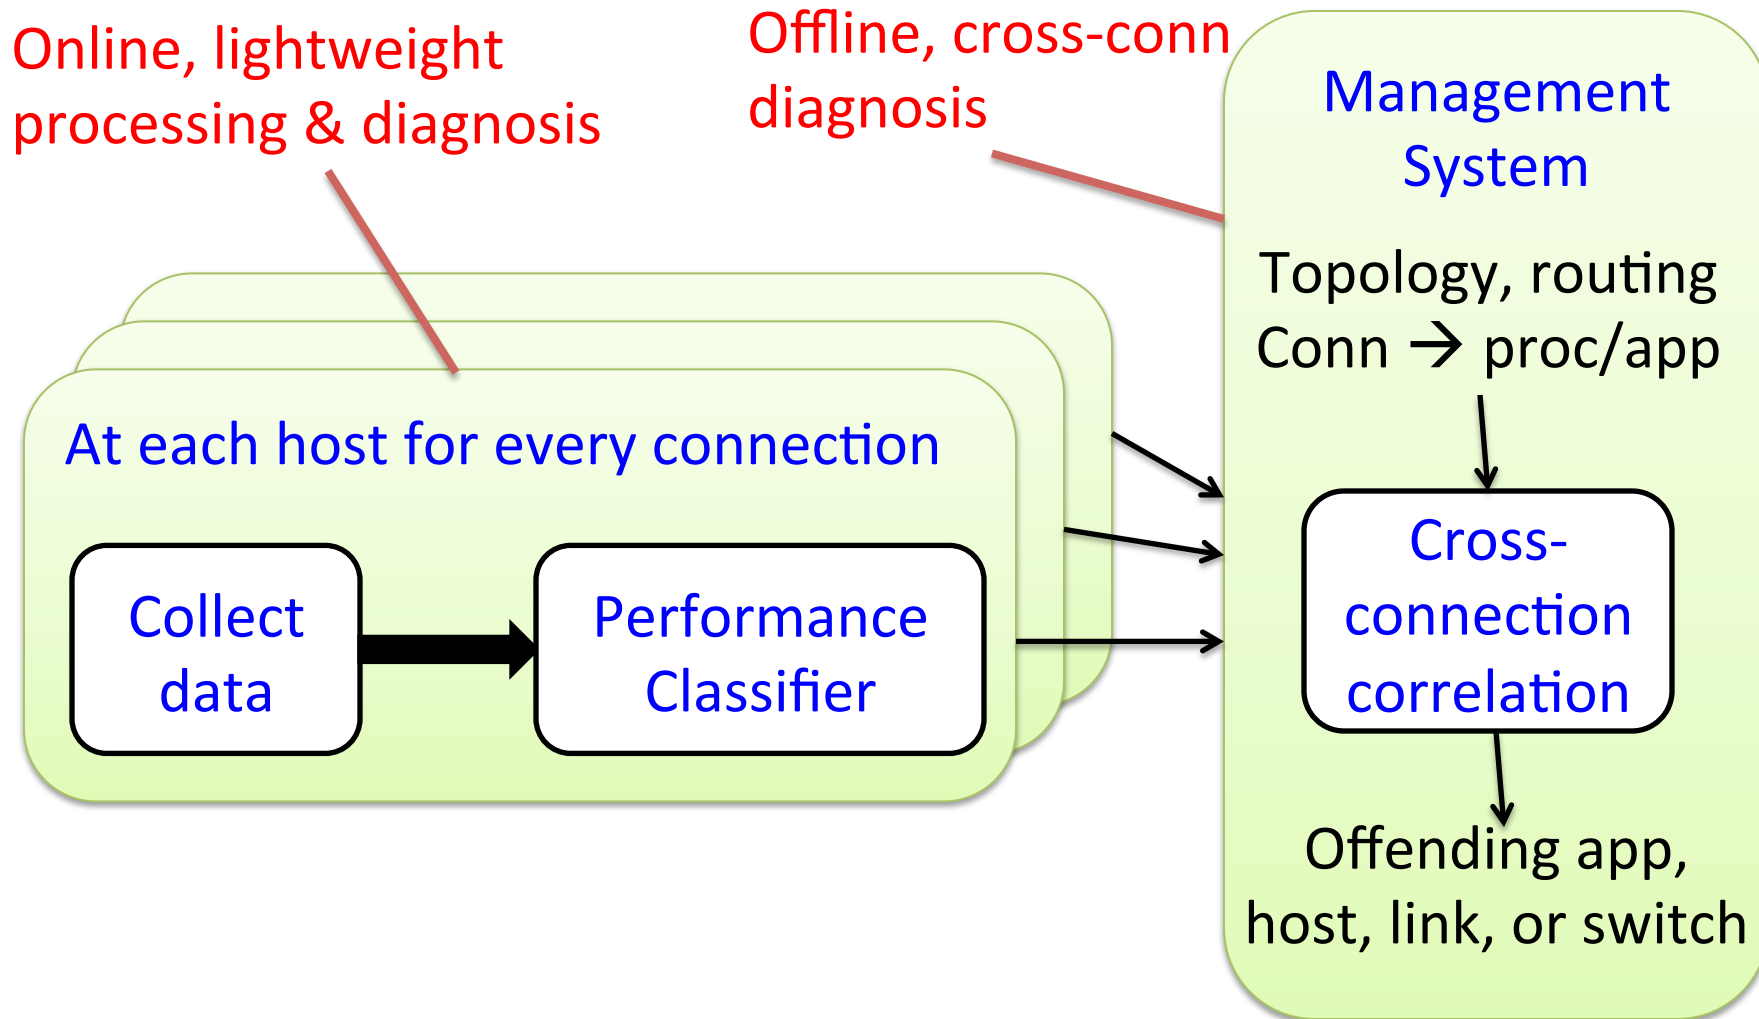 Online, lightweight
processing & diagnosis
Offline, cross-conn
diagnosis
Management
System
Topology, routing
Conn → proc/app
At each host for every connection
Collect
data
Performance
Classifier
Cross-
connection
correlation
Offending app,
host, link, or switch